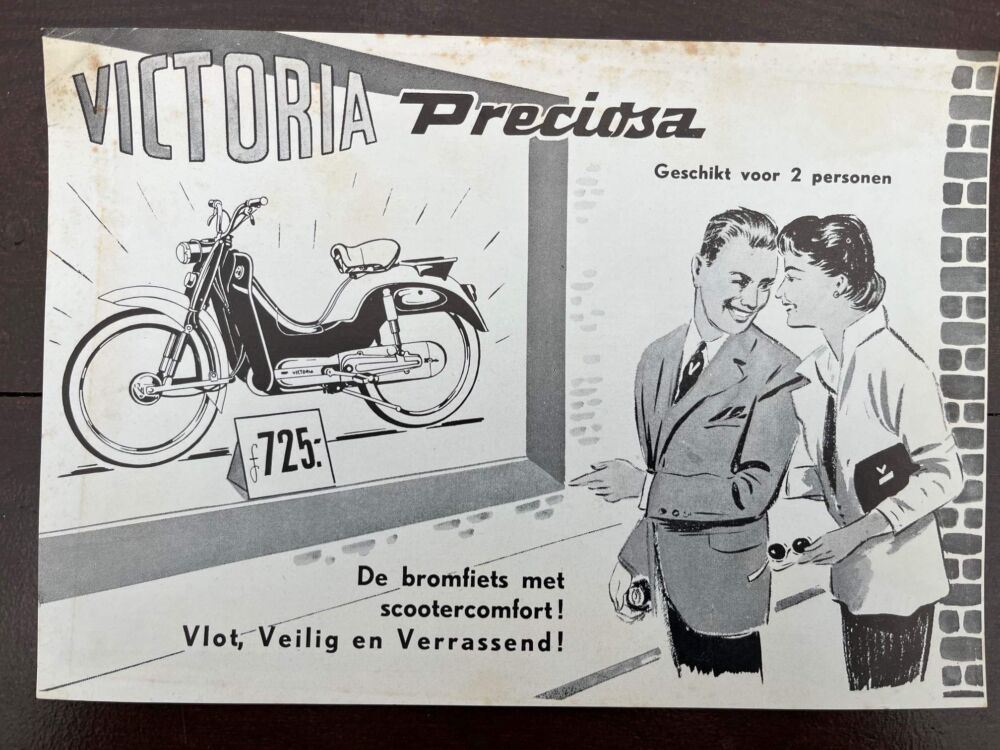 VICTORIA Preciosa
Geschikt voor 2 personen
VICTORIA
f 725.-
De bromfiets met
scootercomfort!
Vlot, Veilig en Verrassend!
V
V